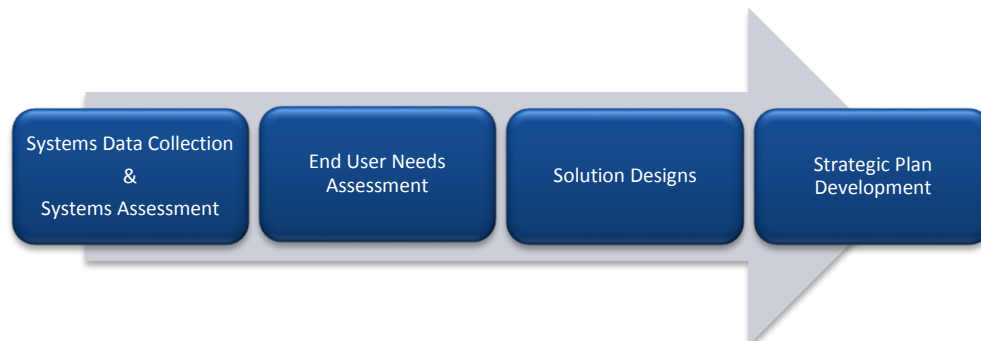 Systems Data Collection
&
Systems Assessment
End User Needs
Assessment
Solution Designs
Strategic Plan
Development